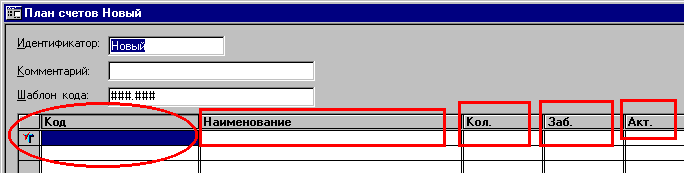 План счетов Новый
Идентификатор: Новый
Комментарий:
Шаблон кода: ###.###
Код Наименование Кол. Заб. Акт.